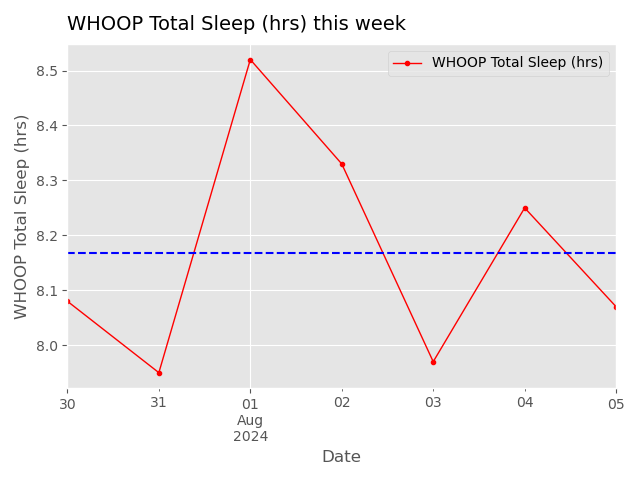 WHOOP Total Sleep (hrs) this week
WHOOP Total Sleep (hrs)
WHOOP Total Sleep (hrs)
8.5
8.4
8.3
8.2
8.1
8.0
30 31 01 02 03 04 05
Aug
2024
Date